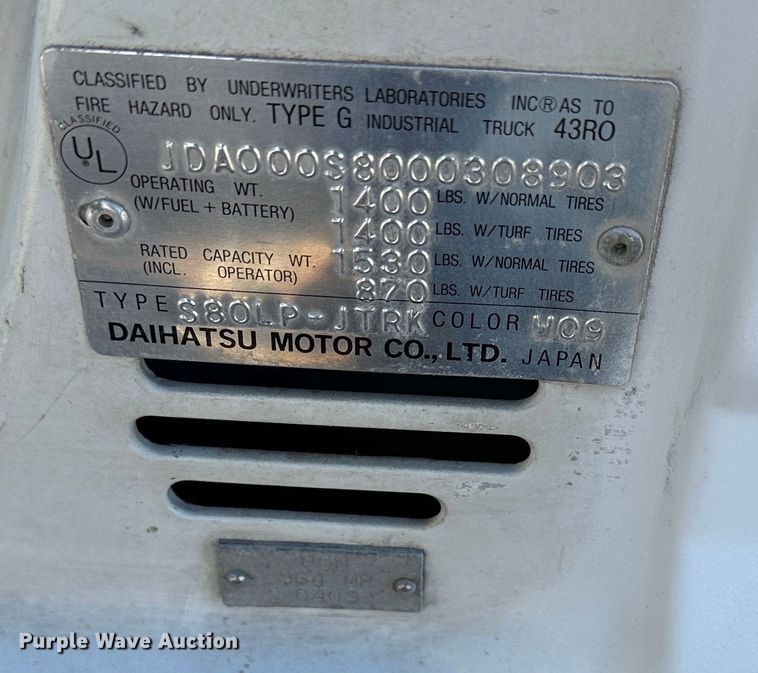 CLASSIFIED BY UNDERWRITERS LABORATORIES INC® AS TO
FIRE HAZARD ONLY. TYPE G INDUSTRIAL TRUCK 43RO
CLASSIFIED
UL®
JDA000S8000308903
OPERATING WT. 1400 LBS. W/NORMAL TIRES
(W/FUEL + BATTERY) 1400 LBS. W/TURF TIRES
RATED CAPACITY WT. 1530 LBS. W/NORMAL TIRES
(INCL. OPERATOR) 870 LBS. W/TURF TIRES
TYPE S80LP-JTRK COLOR W09
DAIHATSU MOTOR CO., LTD. JAPAN
0409
Purple Wave Auction